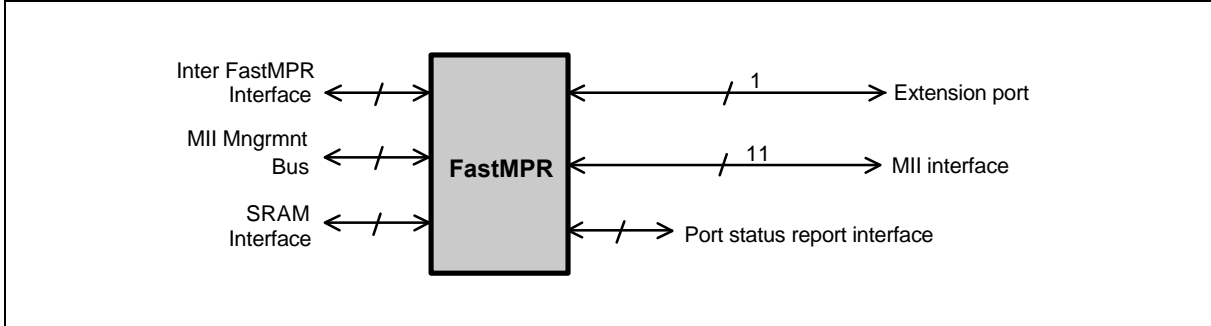 Inter FastMPR
Interface
MII Mngrmnt
Bus
SRAM
Interface
FastMPR
1
Extension port
11
MII interface
Port status report interface